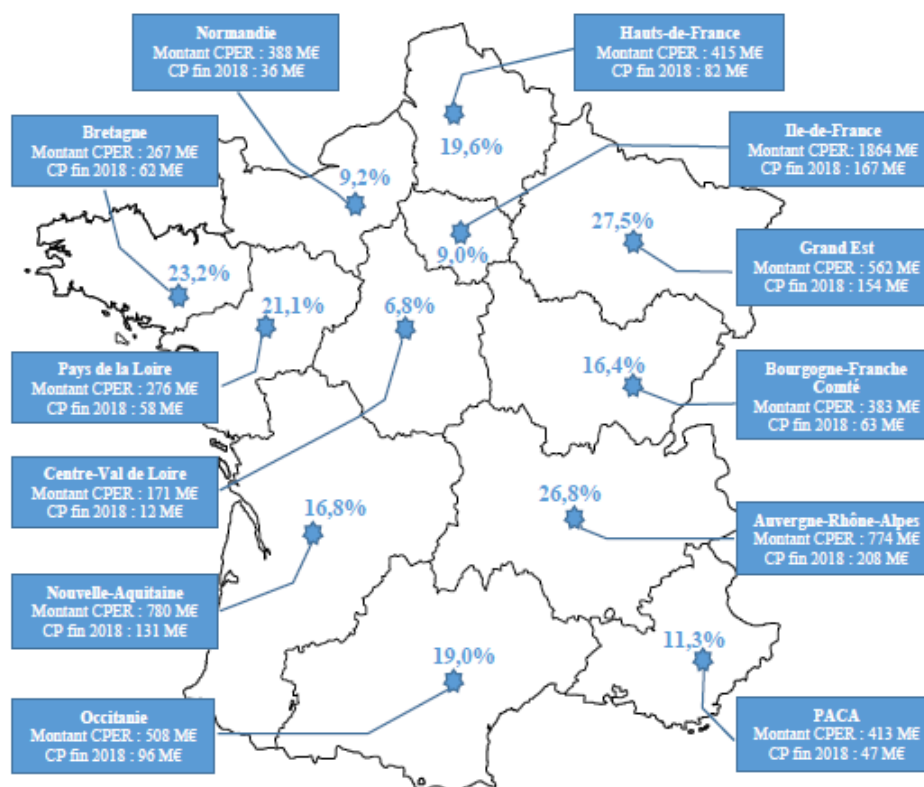 Normandie
Montant CPER : 388 M€
CP fin 2018 : 36 M€
Hauts-de-France
Montant CPER : 415 M€
CP fin 2018 : 82 M€
Bretagne
Montant CPER : 267 M€
CP fin 2018 : 62 M€
Ile-de-France
Montant CPER: 1864 M€
CP fin 2018 : 167 M€
19,6%
9,2%
27,5%
9,0%
Grand Est
Montant CPER : 562 M€
CP fin 2018 : 154 M€
23,2%
21,1%
6,8%
Pays de la Loire
Montant CPER : 276 M€
CP fin 2018 : 58 M€
16,4%
Bourgogne-Franche
Comté
Montant CPER : 383 M€
CP fin 2018 : 63 M€
Centre-Val de Loire
Montant CPER : 171 M€
CP fin 2018 : 12 M€
16,8%
26,8%
Auvergne-Rhône-Alpes
Montant CPER : 774 M€
CP fin 2018 : 208 M€
Nouvelle-Aquitaine
Montant CPER : 780 M€
CP fin 2018 : 131 M€
19,0%
11,3%
Occitanie
Montant CPER : 508 M€
CP fin 2018 : 96 M€
PACA
Montant CPER : 413 M€
CP fin 2018 : 47 M€